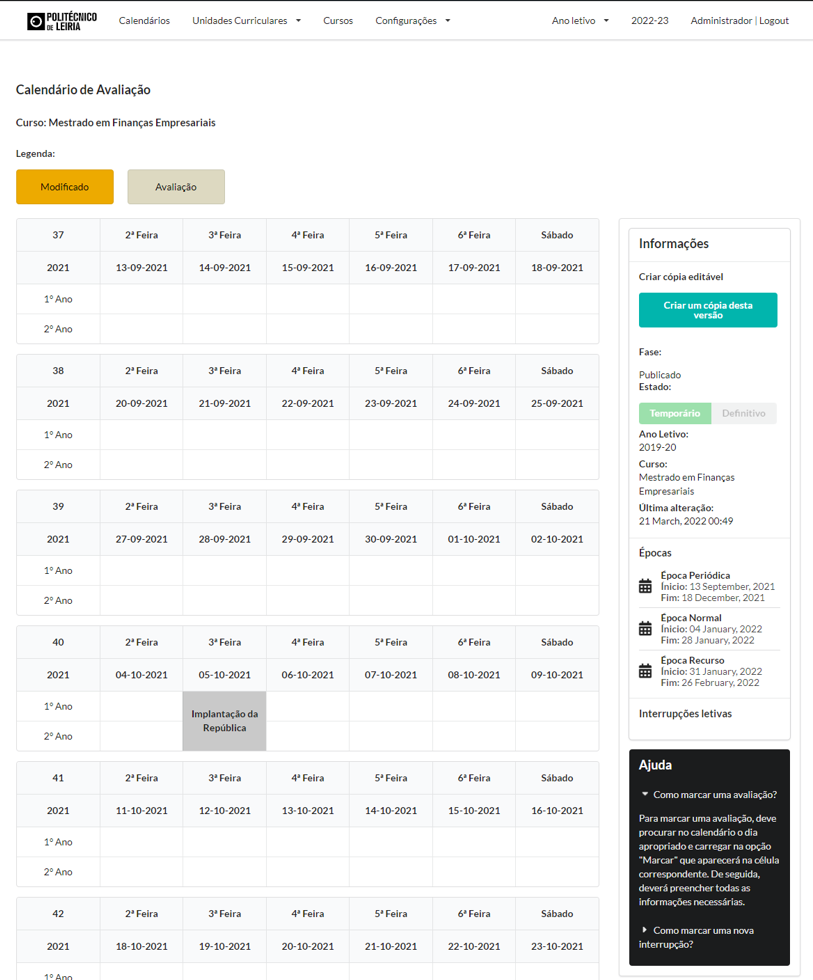 POLITÉCNICO
DE LEIRIA
Calendários Unidades Curriculares Cursos Configurações Ano letivo 2022-23 Administrador | Logout
Calendário de Avaliação
Curso: Mestrado em Finanças Empresariais
Legenda:
Modificado Avaliação
37 2ª Feira 3ª Feira 4ª Feira 5ª Feira 6ª Feira Sábado
2021 13-09-2021 14-09-2021 15-09-2021 16-09-2021 17-09-2021 18-09-2021
1º Ano
2º Ano
38 2ª Feira 3ª Feira 4ª Feira 5ª Feira 6ª Feira Sábado
2021 20-09-2021 21-09-2021 22-09-2021 23-09-2021 24-09-2021 25-09-2021
1º Ano
2º Ano
39 2ª Feira 3ª Feira 4ª Feira 5ª Feira 6ª Feira Sábado
2021 27-09-2021 28-09-2021 29-09-2021 30-09-2021 01-10-2021 02-10-2021
1º Ano
2º Ano
40 2ª Feira 3ª Feira 4ª Feira 5ª Feira 6ª Feira Sábado
2021 04-10-2021 05-10-2021 06-10-2021 07-10-2021 08-10-2021 09-10-2021
1º Ano
Implantação da
República
2º Ano
41 2ª Feira 3ª Feira 4ª Feira 5ª Feira 6ª Feira Sábado
2021 11-10-2021 12-10-2021 13-10-2021 14-10-2021 15-10-2021 16-10-2021
1º Ano
2º Ano
42 2ª Feira 3ª Feira 4ª Feira 5ª Feira 6ª Feira Sábado
2021 18-10-2021 19-10-2021 20-10-2021 21-10-2021 22-10-2021 23-10-2021
1º Ano
Informações
Criar cópia editável
Criar um cópia desta
versão
Fase:
Publicado
Estado:
Temporário Definitivo
Ano Letivo:
2019-20
Curso:
Mestrado em Finanças
Empresariais
Última alteração:
21 March, 2022 00:49
Épocas
Época Periódica
Ínicio: 13 September, 2021
Fim: 18 December, 2021
Época Normal
Ínicio: 04 January, 2022
Fim: 28 January, 2022
Época Recurso
Ínicio: 31 January, 2022
Fim: 26 February, 2022
Interrupções letivas
Ajuda
Como marcar uma avaliação?
Para marcar uma avaliação, deve
procurar no calendário o dia
apropriado e carregar na opção
"Marcar" que aparecerá na célula
correspondente. De seguida,
deverá preencher todas as
informações necessárias.
Como marcar uma nova
interrupção?